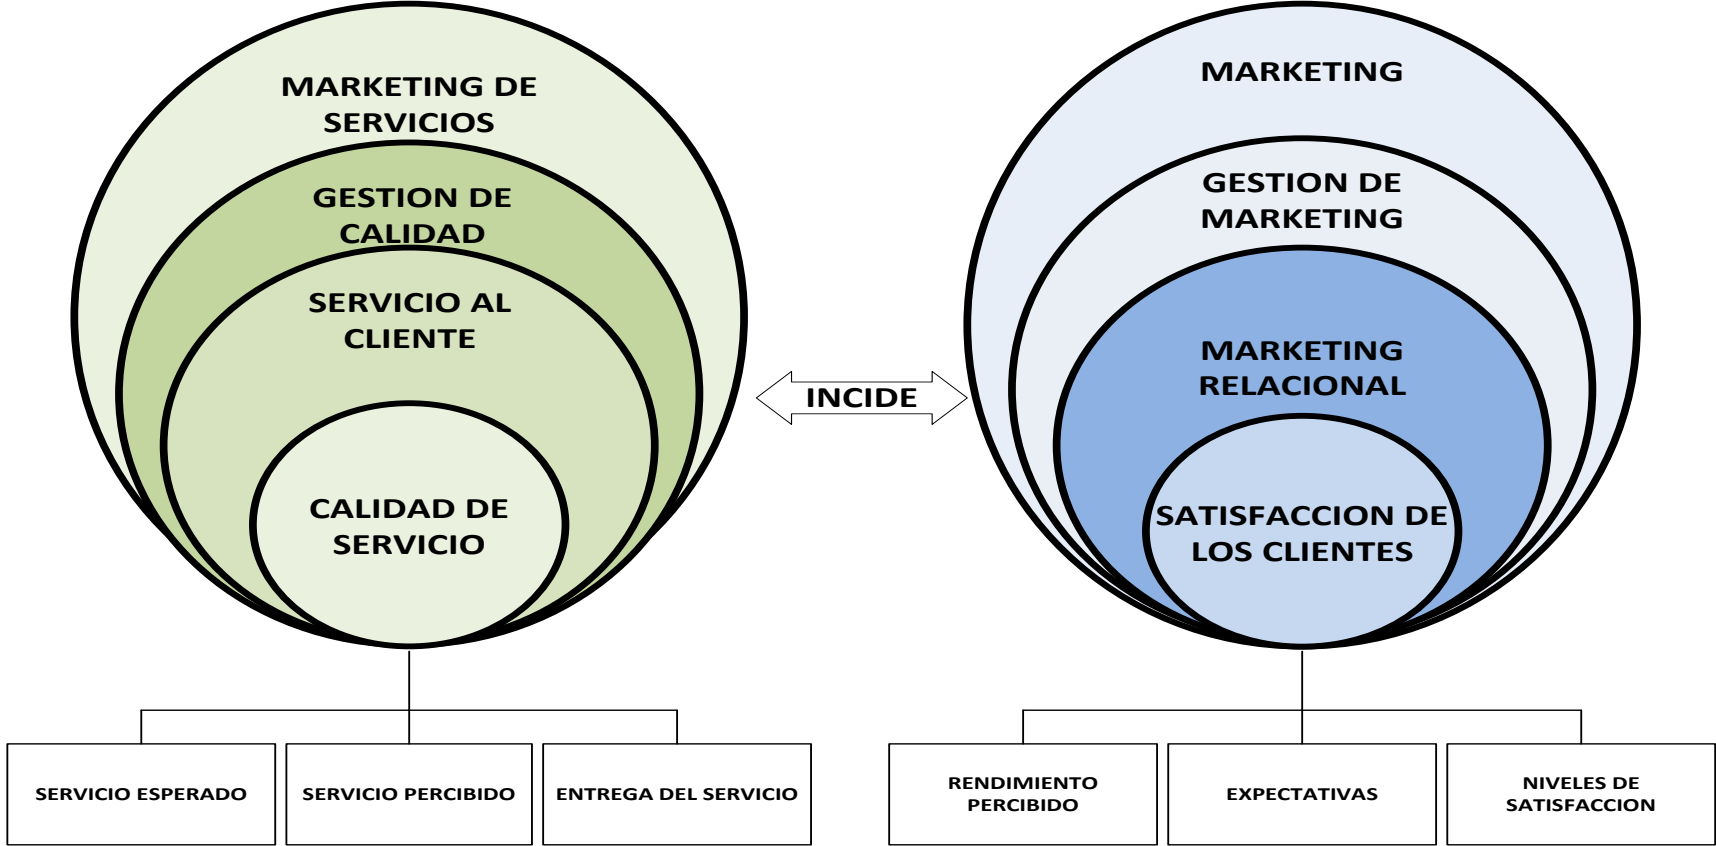 MARKETING DE
SERVICIOS
GESTION DE
CALIDAD
SERVICIO AL
CLIENTE
CALIDAD DE
SERVICIO
INCIDE
MARKETING
GESTION DE
MARKETING
MARKETING
RELACIONAL
SATISFACCION DE
LOS CLIENTES
SERVICIO ESPERADO
SERVICIO PERCIBIDO
ENTREGA DEL SERVICIO
RENDIMIENTO
PERCIBIDO
EXPECTATIVAS
NIVELES DE
SATISFACCION